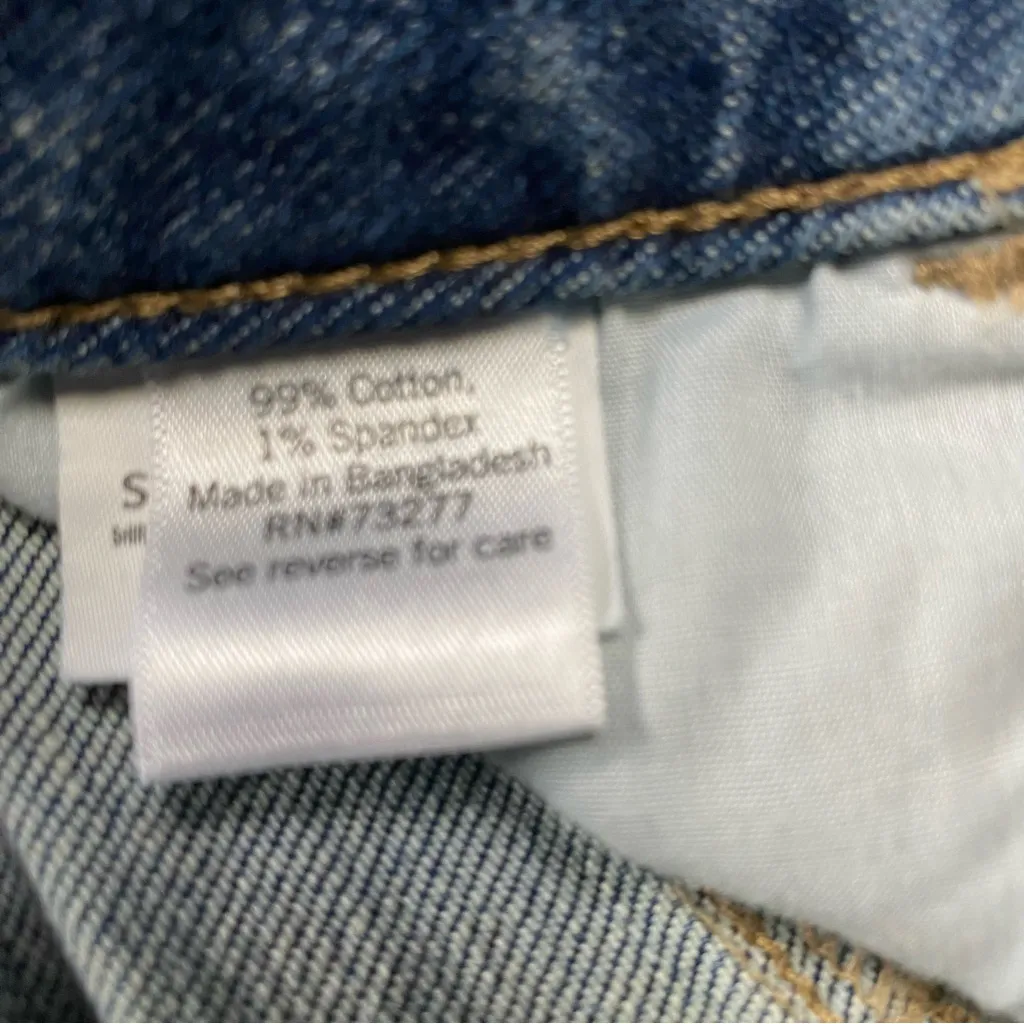 99% Cotton,
1% Spandex
Made in Bangladesh
RN#73277
See reverse for care
S